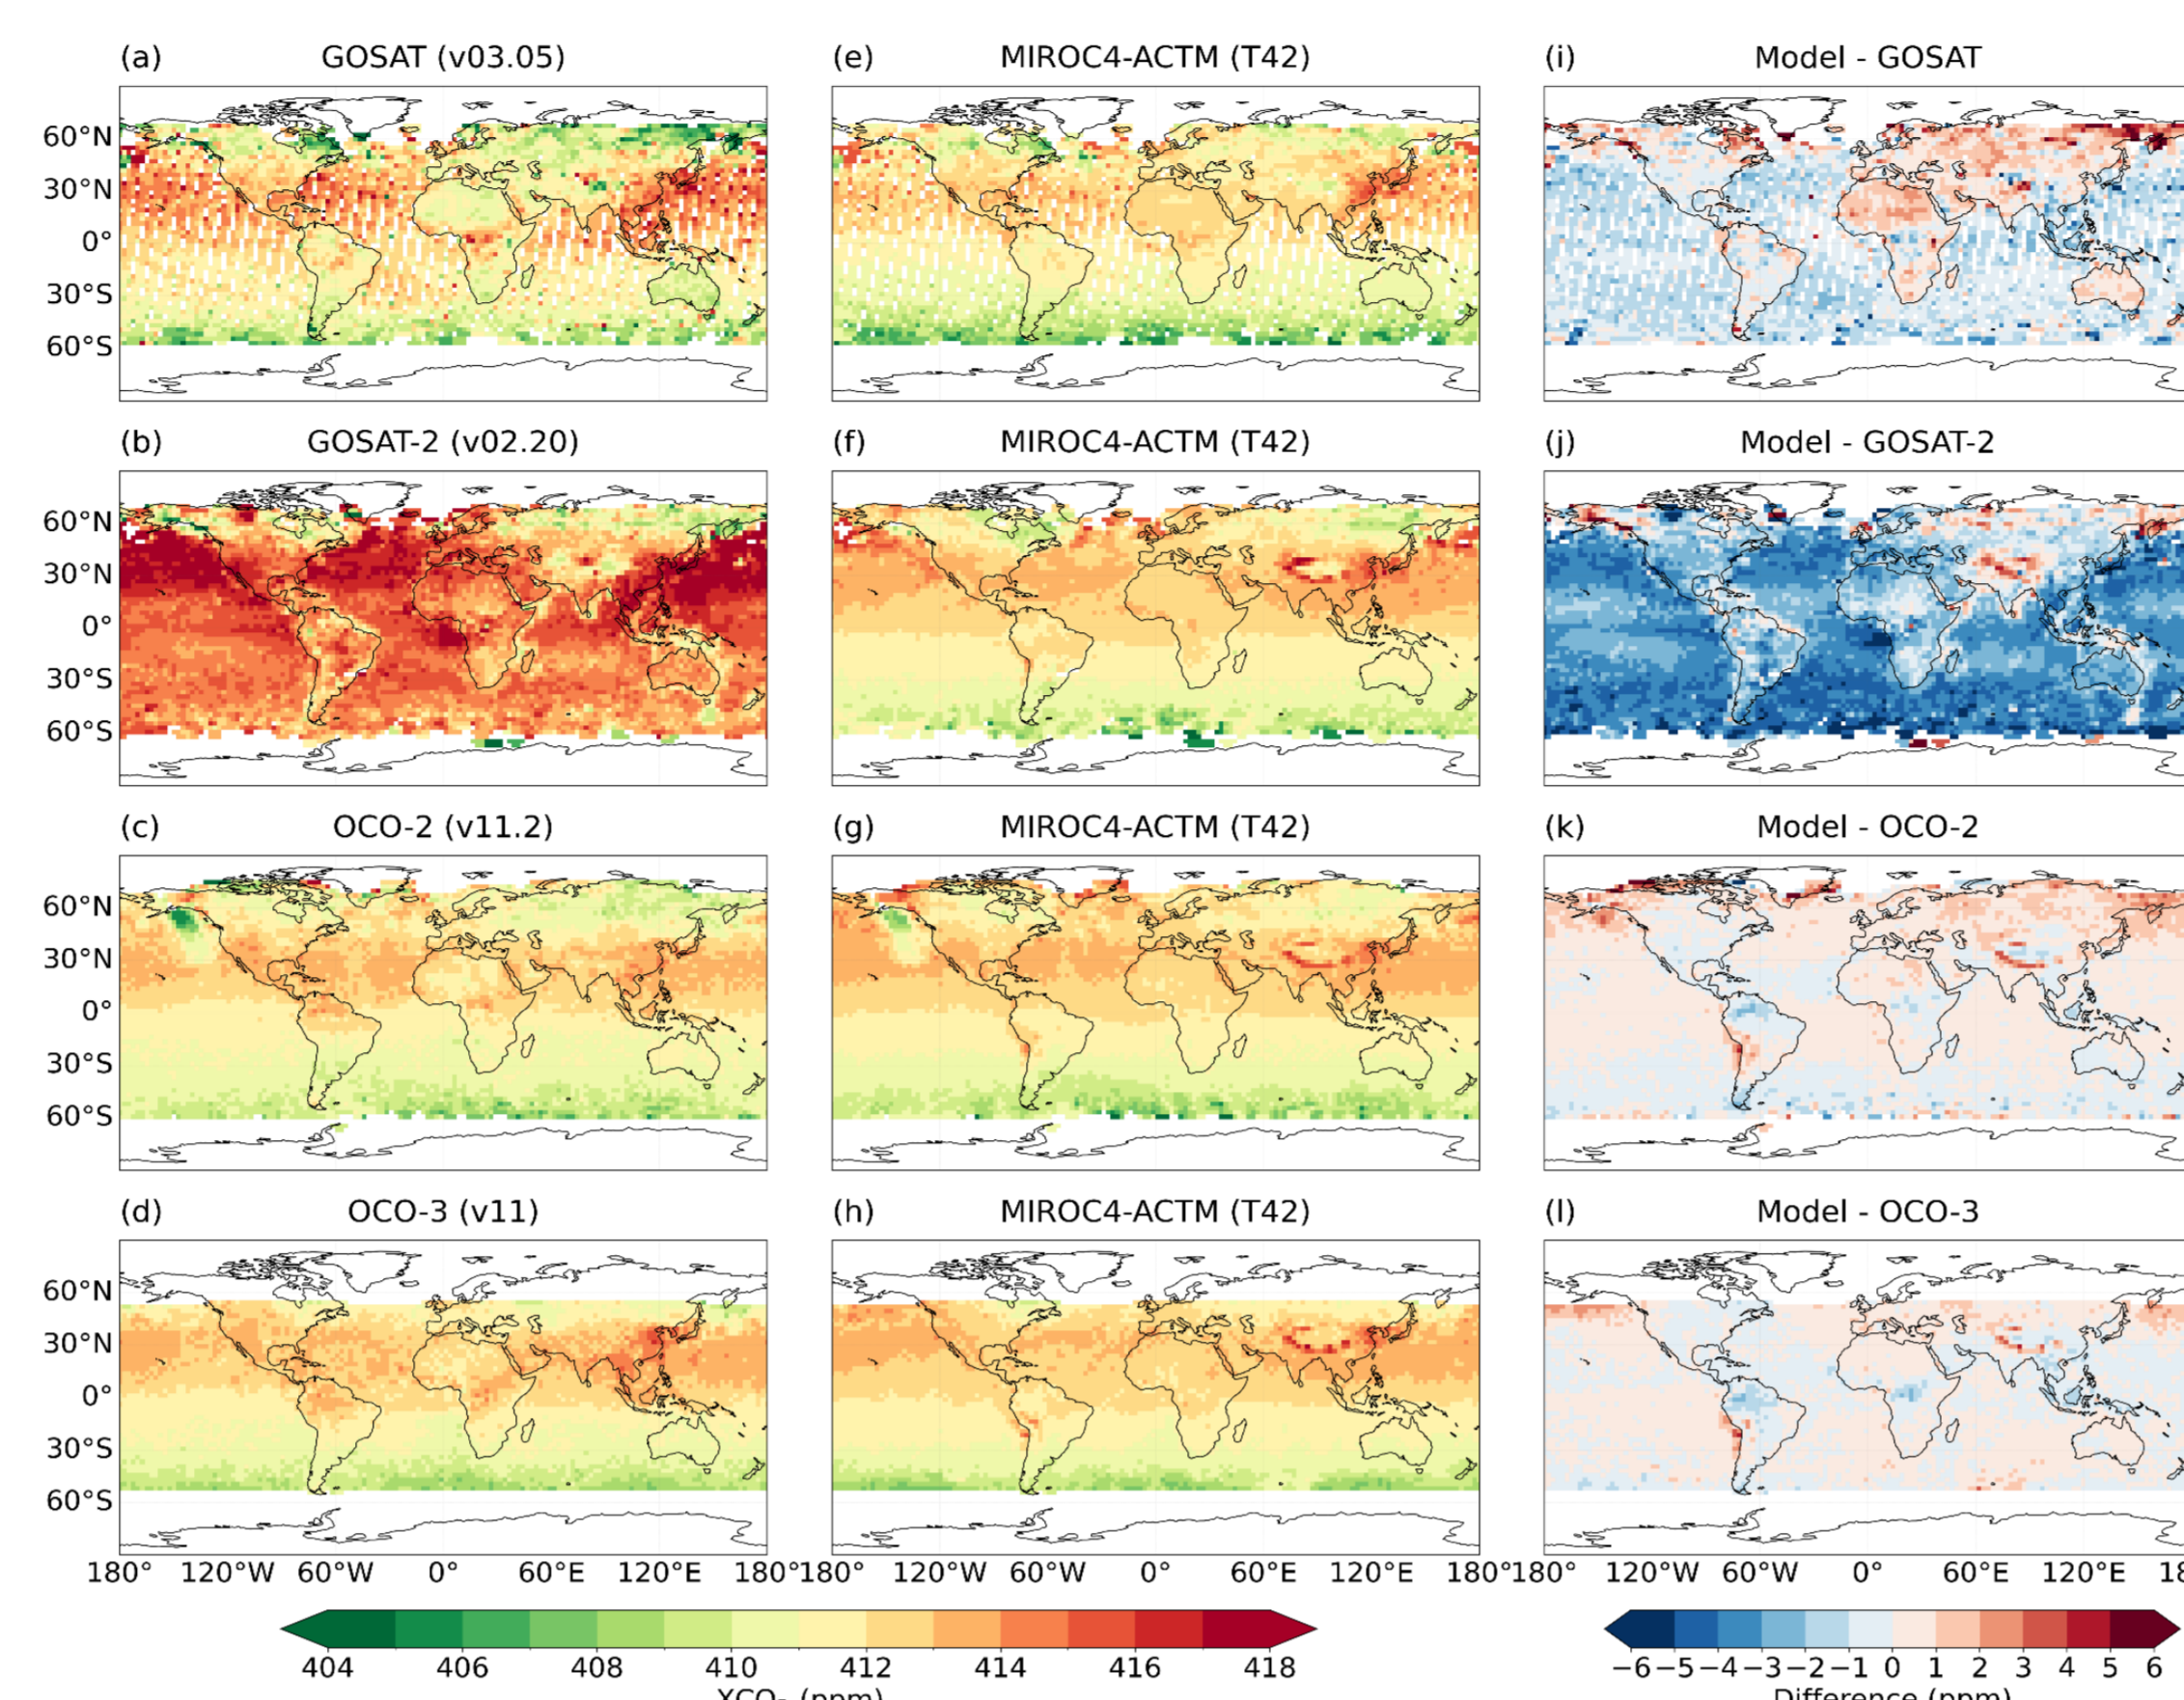 (a) GOSAT (v03.05) (e) MIROC4-ACTM (T42) (i) Model - GOSAT
60°N
30°N
0°
30°S
60°S
(b) GOSAT-2 (v02.20) (f) MIROC4-ACTM (T42) (j) Model - GOSAT-2
60°N
30°N
0°
30°S
60°S
(c) OCO-2 (v11.2) (g) MIROC4-ACTM (T42) (k) Model - OCO-2
60°N
30°N
0°
30°S
60°S
(d) OCO-3 (v11) (h) MIROC4-ACTM (T42) (l) Model - OCO-3
60°N
30°N
0°
30°S
60°S
180° 120°W 60°W 0° 60°E 120°E 180° 180° 120°W 60°W 0° 60°E 120°E 180° 180° 120°W 60°W 0° 60°E 120°E 18
404 406 408 410 412 414 416 418 −6 −5 −4 −3 −2 −1 0 1 2 3 4 5 6
XCO₂ (ppm) Difference (ppm)